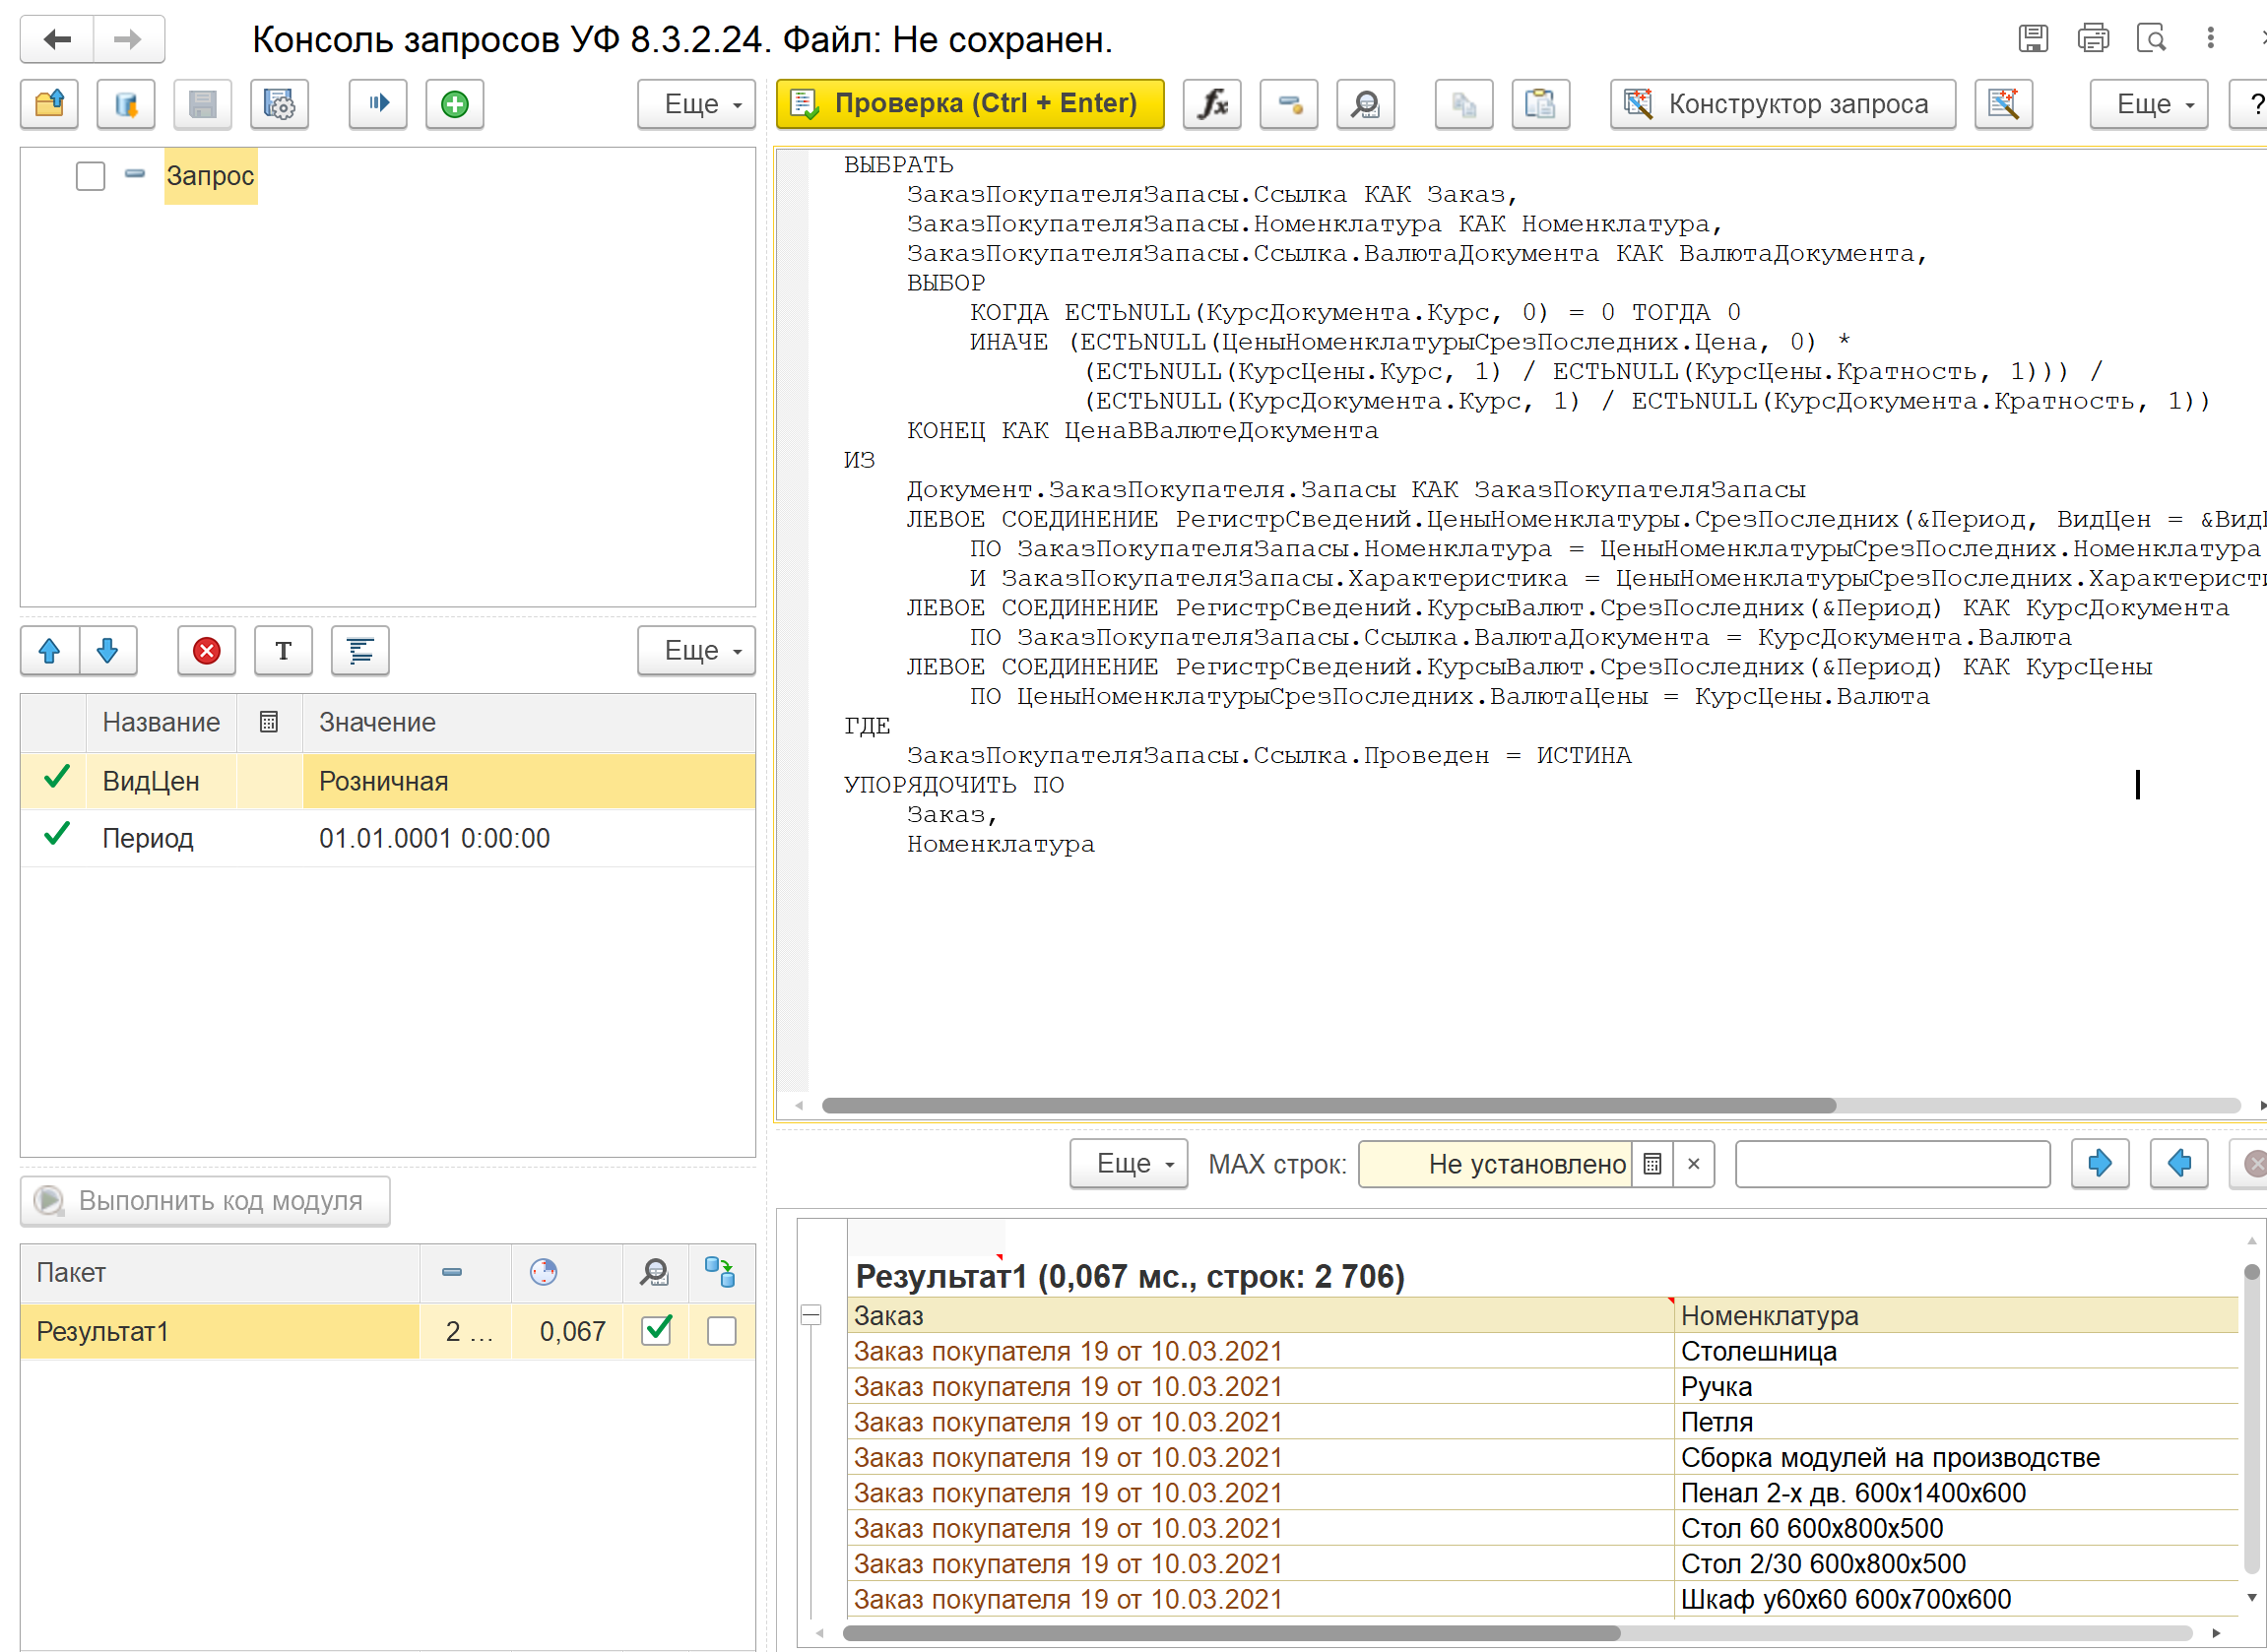 Консоль запросов УФ 8.3.2.24. Файл: Не сохранен.
Еще
Проверка (Ctrl + Enter)
Конструктор запроса
Еще
?
Запрос
ВЫБРАТЬ
ЗаказПокупателяЗапасы.Ссылка КАК Заказ,
ЗаказПокупателяЗапасы.Номенклатура КАК Номенклатура,
ЗаказПокупателяЗапасы.Ссылка.ВалютаДокумента КАК ВалютаДокумента,
ВЫБОР
КОГДА ЕСТЬNULL(КурсДокумента.Курс, 0) = 0 ТОГДА 0
ИНАЧЕ (ЕСТЬNULL(ЦеныНоменклатурыСрезПоследних.Цена, 0) *
(ЕСТЬNULL(КурсЦены.Курс, 1) / ЕСТЬNULL(КурсЦены.Кратность, 1))) /
(ЕСТЬNULL(КурсДокумента.Курс, 1) / ЕСТЬNULL(КурсДокумента.Кратность, 1))
КОНЕЦ КАК ЦенаВВалютеДокумента
ИЗ
Документ.ЗаказПокупателя.Запасы КАК ЗаказПокупателяЗапасы
ЛЕВОЕ СОЕДИНЕНИЕ РегистрСведений.ЦеныНоменклатуры.СрезПоследних(&Период, ВидЦен =
ПО ЗаказПокупателяЗапасы.Номенклатура = ЦеныНоменклатурыСрезПоследних.Номенклатура
И ЗаказПокупателяЗапасы.Характеристика =
ЛЕВОЕ СОЕДИНЕНИЕ РегистрСведений.КурсыВалют.СрезПоследних(&Период) КАК КурсДокумента
ПО ЗаказПокупателяЗапасы.Ссылка.ВалютаДокумента = КурсДокумента.Валюта
ЛЕВОЕ СОЕДИНЕНИЕ РегистрСведений.КурсыВалют.СрезПоследних(&Период) КАК КурсЦены
ПО ЦеныНоменклатурыСрезПоследних.ВалютаЦены = КурсЦены.Валюта
ГДЕ
ЗаказПокупателяЗапасы.Ссылка.Проведен = ИСТИНА
УПОРЯДОЧИТЬ ПО
Заказ,
Номенклатура
T
Еще
Название Значение
ВидЦен Розничная
Период 01.01.0001 0:00:00
Выполнить код модуля
Пакет
Результат1 2 ... 0,067
Еще MAX строк: Не установлено
Результат1 (0,067 мс., строк: 2 706)
Заказ Номенклатура
Заказ покупателя 19 от 10.03.2021 Столешница
Заказ покупателя 19 от 10.03.2021 Ручка
Заказ покупателя 19 от 10.03.2021 Петля
Заказ покупателя 19 от 10.03.2021 Сборка модулей на производстве
Заказ покупателя 19 от 10.03.2021 Пенал 2-х дв. 600х1400х600
Заказ покупателя 19 от 10.03.2021 Стол 60 600х800х500
Заказ покупателя 19 от 10.03.2021 Стол 2/30 600х800х500
Заказ покупателя 19 от 10.03.2021 Шкаф у60х60 600х700х600